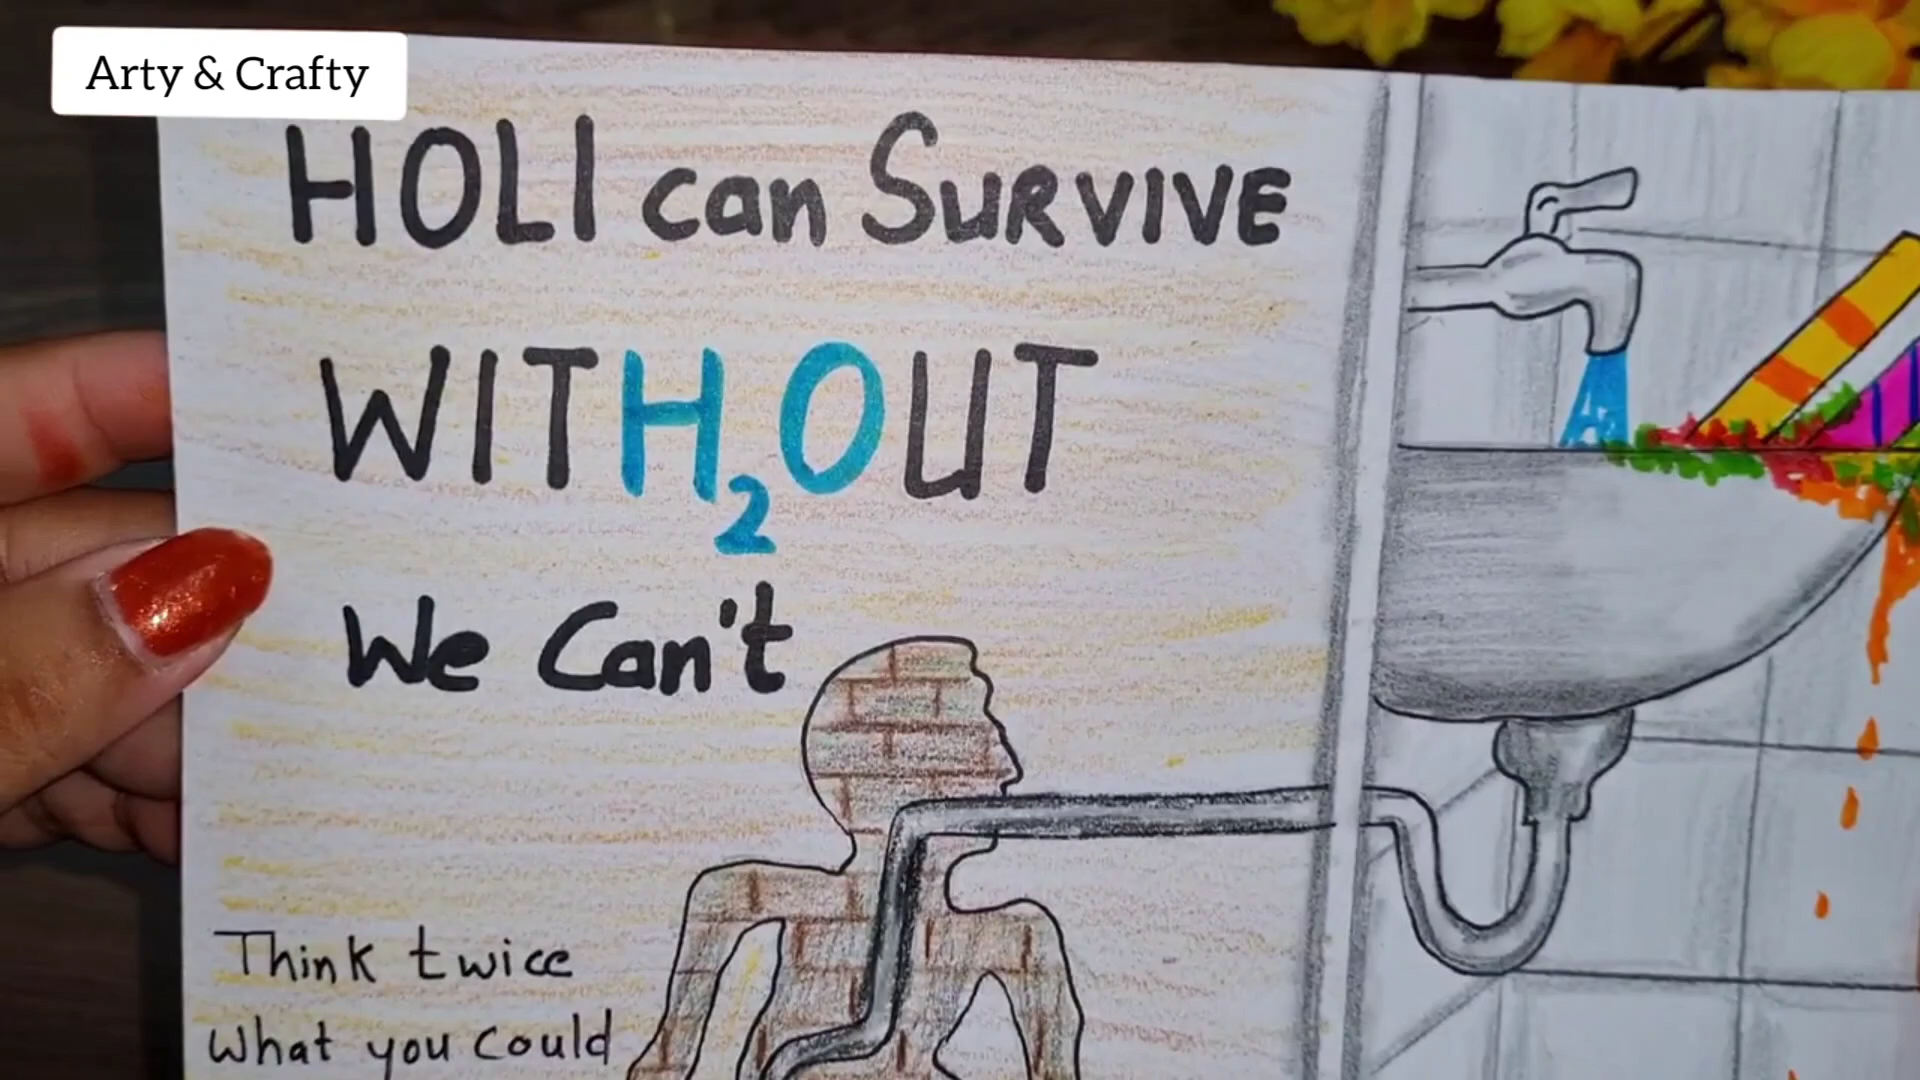 Arty & Crafty
HOLI can SURVIVE
WITH2OUT
We Can't
Think twice
what you could